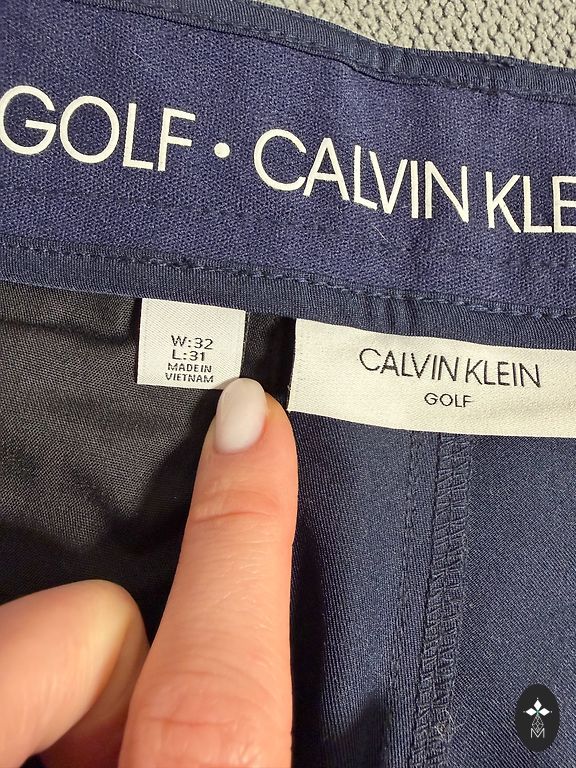 GOLF • CALVIN KLE
W:32
L:31
MADE IN
VIETNAM
CALVIN KLEIN
GOLF